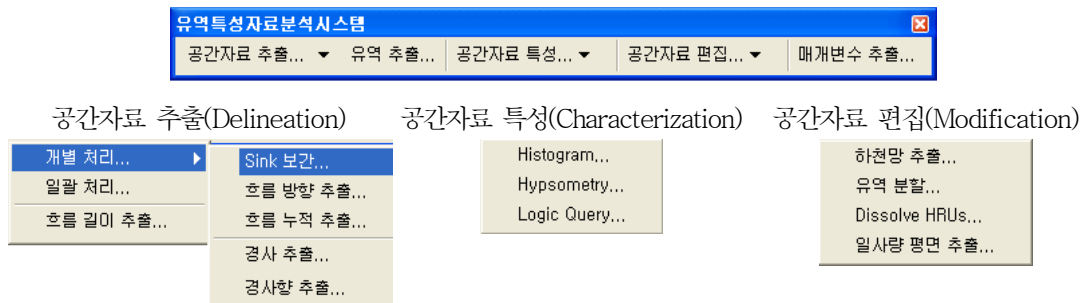 유역특성자료분석시스템
공간자료 추출... 유역 추출... 공간자료 특성... 공간자료 편집... 매개변수 추출...
공간자료 추출(Delineation) 공간자료 특성(Characterization) 공간자료 편집(Modification)
개별 처리...
일괄 처리...
흐름 길이 추출...
Sink 보간...
흐름 방향 추출...
흐름 누적 추출...
경사 추출...
경사향 추출...
Histogram...
Hypsometry...
Logic Query...
하천망 추출...
유역 분할...
Dissolve HRUs...
일사량 평면 추출...